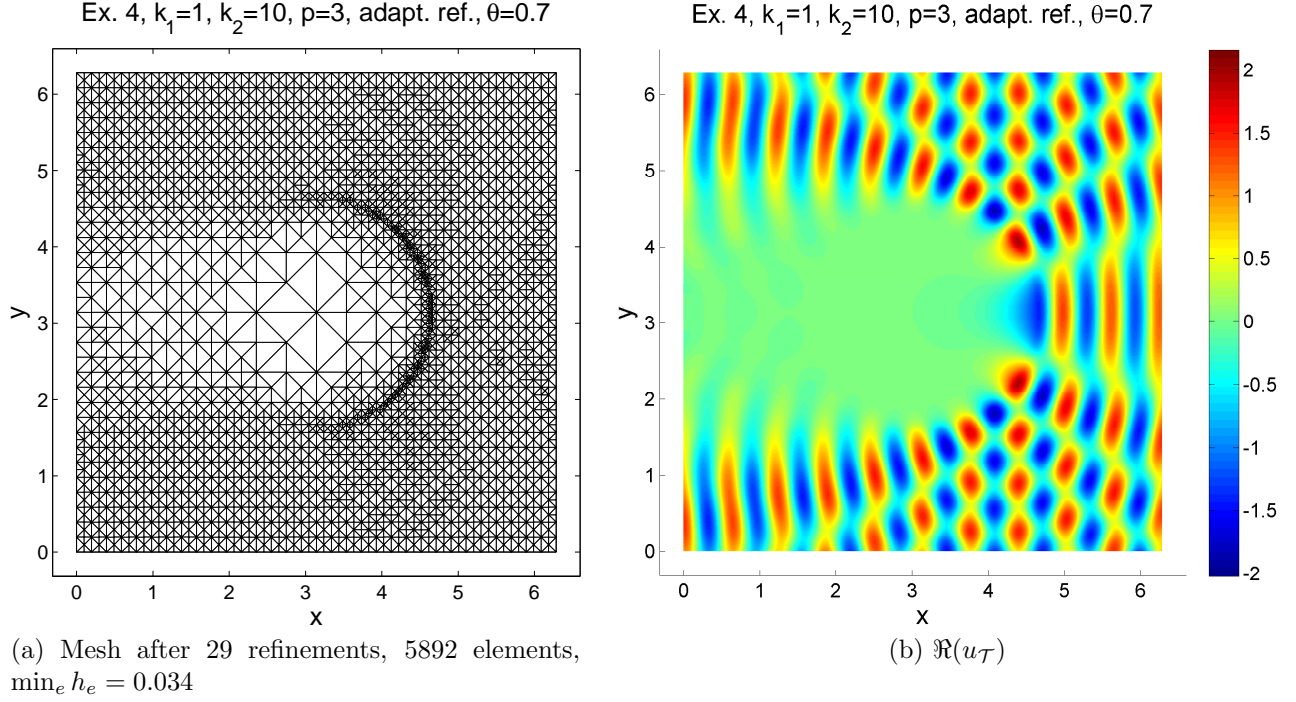 Ex. 4, k₁=1, k₂=10, p=3, adapt. ref., θ=0.7
6
5
4
3
2
1
0
y
0 1 2 3 4 5 6
x
(a) Mesh after 29 refinements, 5892 elements,
minₑ hₑ = 0.034
Ex. 4, k₁=1, k₂=10, p=3, adapt. ref., θ=0.7
6
5
4
3
2
1
0
y
0 1 2 3 4 5 6
x
2
1.5
1
0.5
0
-0.5
-1
-1.5
-2
(b) ℜ(u_𝒯)